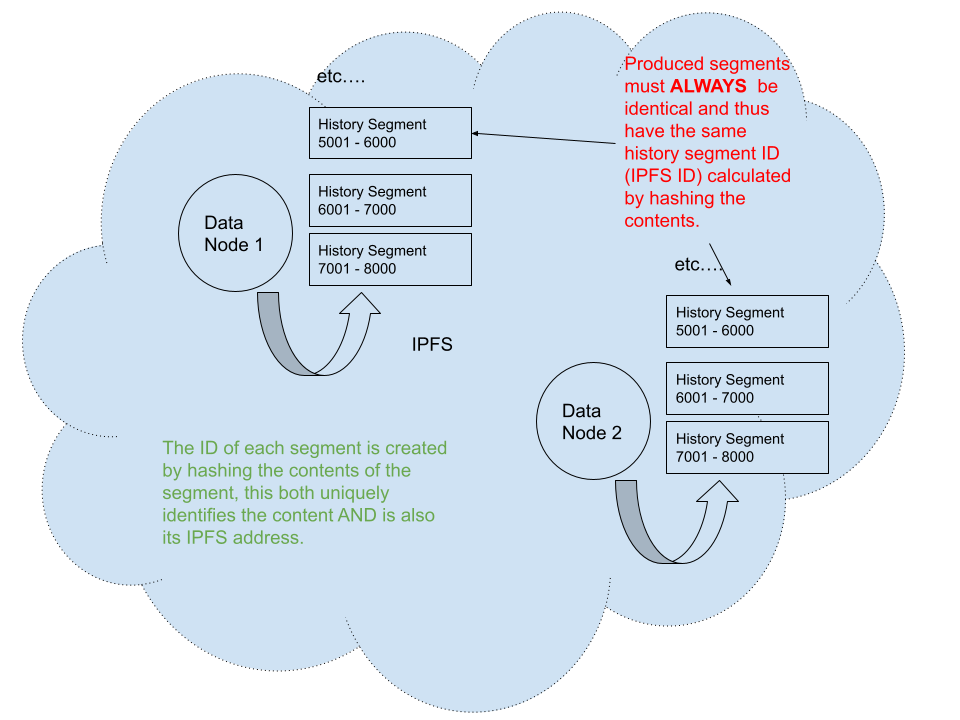 etc….
History Segment
5001 - 6000
History Segment
6001 - 7000
History Segment
7001 - 8000
Data
Node 1
IPFS
Produced segments
must ALWAYS be
identical and thus
have the same
history segment ID
(IPFS ID) calculated
by hashing the
contents.
etc….
History Segment
5001 - 6000
History Segment
6001 - 7000
History Segment
7001 - 8000
Data
Node 2
The ID of each segment is created
by hashing the contents of the
segment, this both uniquely
identifies the content AND is also
its IPFS address.